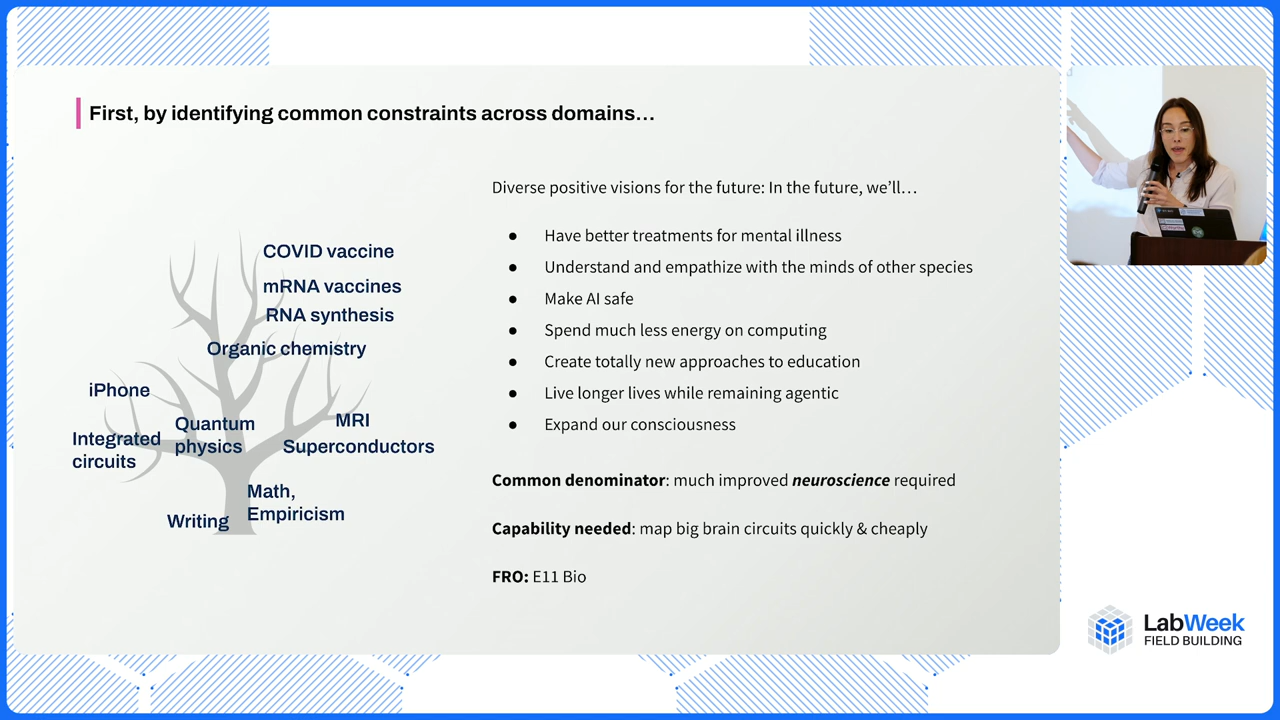 First, by identifying common constraints across domains…
COVID vaccine
mRNA vaccines
RNA synthesis
Organic chemistry
iPhone
Quantum
physics
MRI
Integrated
circuits
Superconductors
Math,
Empiricism
Writing
Diverse positive visions for the future: In the future, we’ll…
● Have better treatments for mental illness
● Understand and empathize with the minds of other species
● Make AI safe
● Spend much less energy on computing
● Create totally new approaches to education
● Live longer lives while remaining agentic
● Expand our consciousness
Common denominator: much improved neuroscience required
Capability needed: map big brain circuits quickly & cheaply
FRO: E11 Bio
LabWeek
FIELD BUILDING